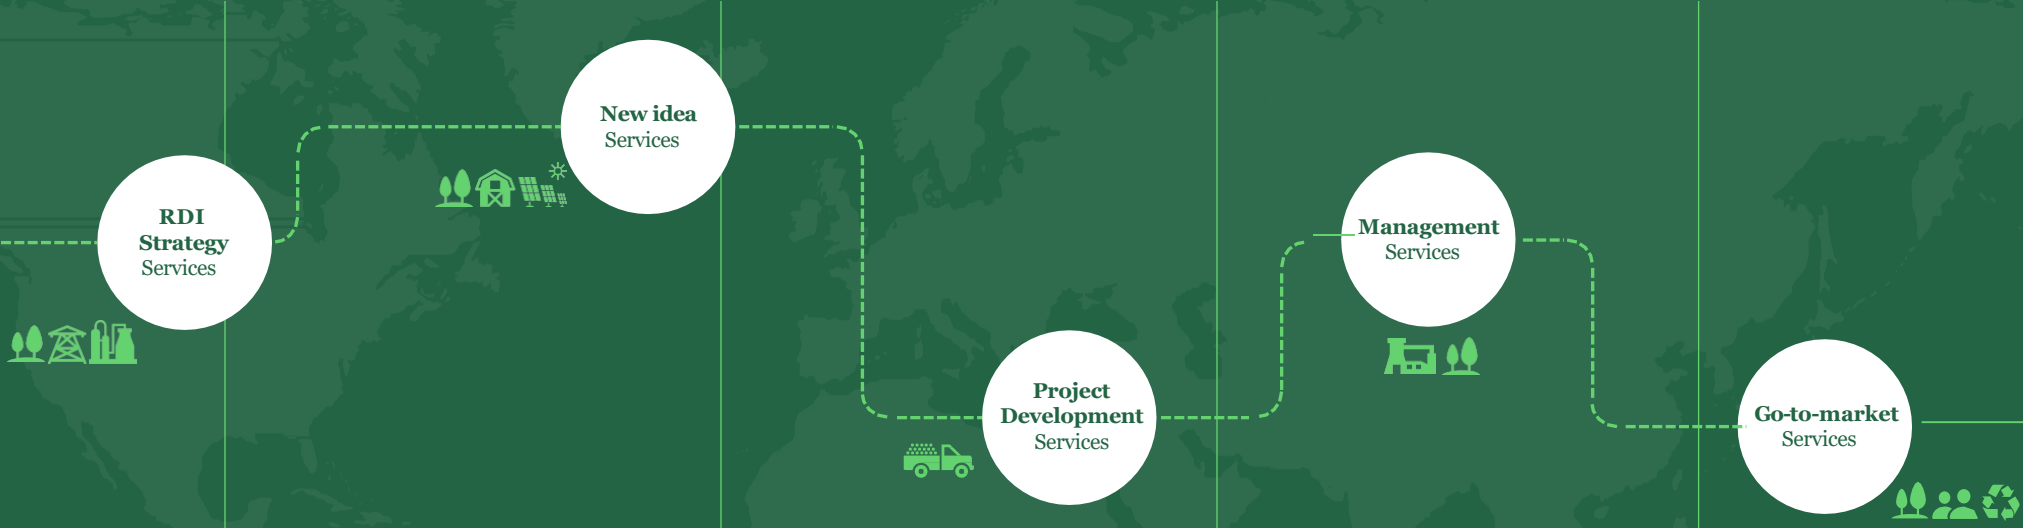 RDI
Strategy
Services
New idea
Services
Project
Development
Services
Management
Services
Go-to-market
Services